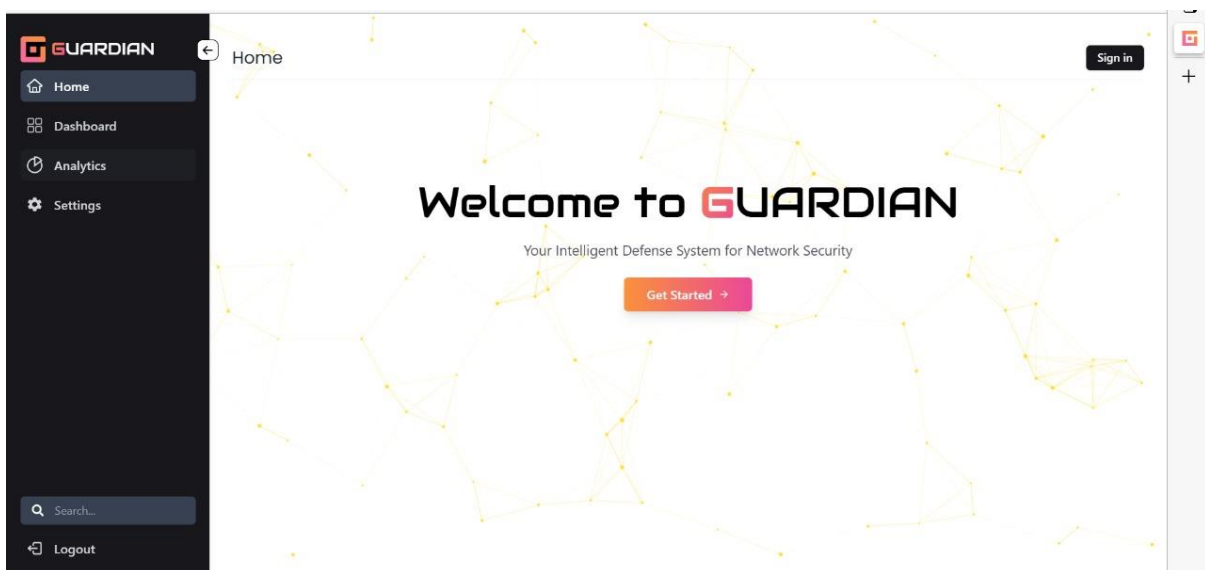 GUARDIAN
Home
Dashboard
Analytics
Settings
Search...
Logout
Home
Sign in
Welcome to GUARDIAN
Your Intelligent Defense System for Network Security
Get Started →